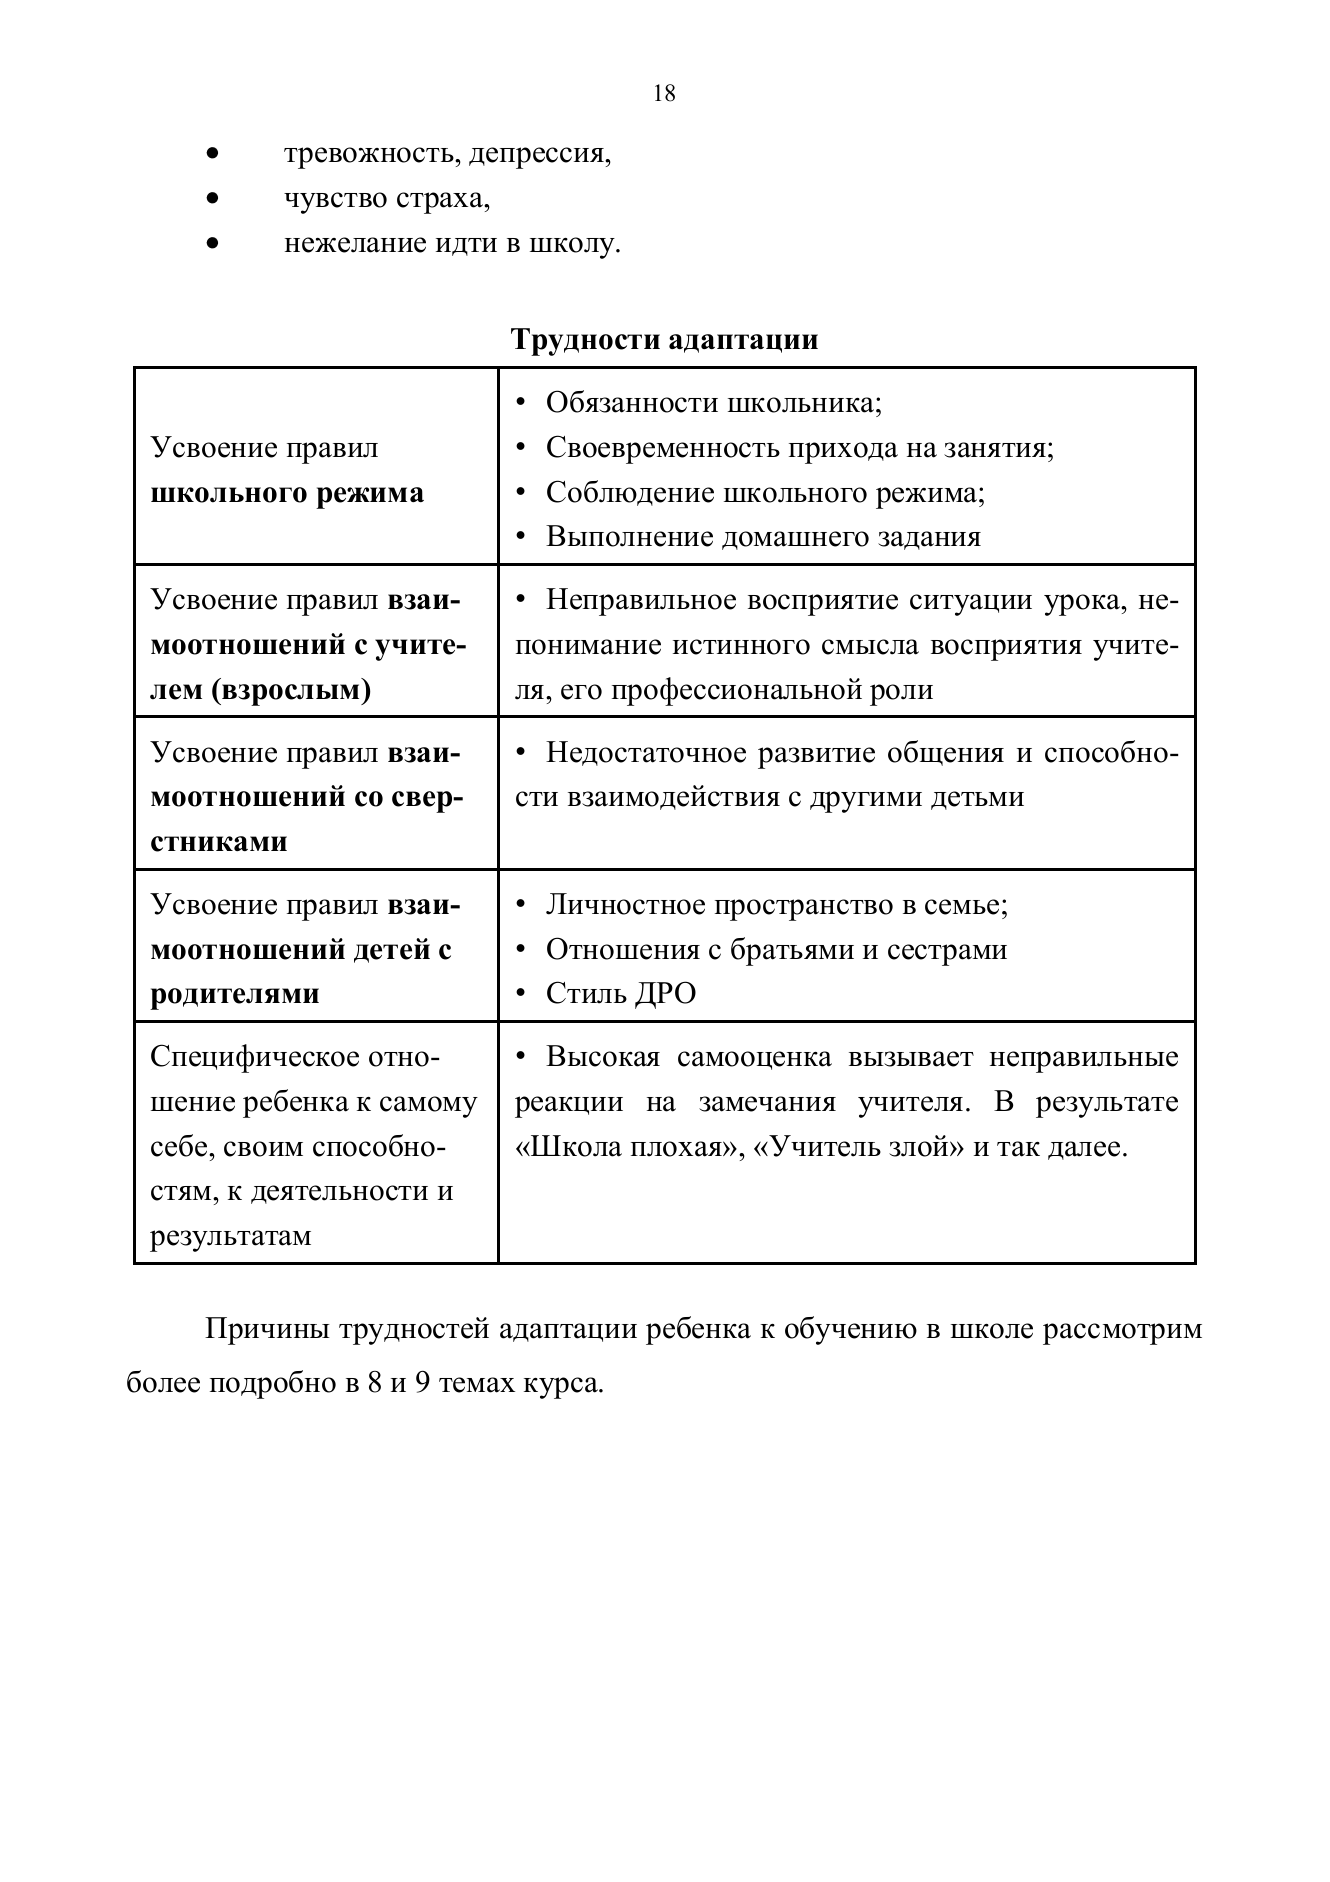 18
• тревожность, депрессия,
• чувство страха,
• нежелание идти в школу.
Трудности адаптации
Усвоение правил
школьного режима
• Обязанности школьника;
• Своевременность прихода на занятия;
• Соблюдение школьного режима;
• Выполнение домашнего задания
Усвоение правил взаи-
моотношений с учите-
лем (взрослым)
• Неправильное восприятие ситуации урока, не-
понимание истинного смысла восприятия учите-
ля, его профессиональной роли
Усвоение правил взаи-
моотношений со свер-
стниками
• Недостаточное развитие общения и способно-
сти взаимодействия с другими детьми
Усвоение правил взаи-
моотношений детей с
родителями
• Личностное пространство в семье;
• Отношения с братьями и сестрами
• Стиль ДРО
Специфическое отно-
шение ребенка к самому
себе, своим способно-
стям, к деятельности и
результатам
• Высокая самооценка вызывает неправильные
реакции на замечания учителя. В результате
«Школа плохая», «Учитель злой» и так далее.
Причины трудностей адаптации ребенка к обучению в школе рассмотрим
более подробно в 8 и 9 темах курса.